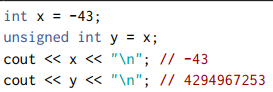 int x = -43;
unsigned int y = x;
cout << x << "\n"; // -43
cout << y << "\n"; // 4294967253